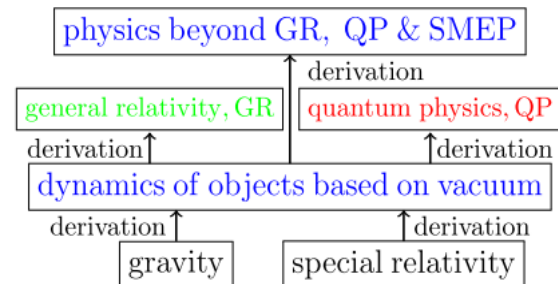 physics beyond GR, QP & SMEP
derivation
general relativity, GR
quantum physics, QP
derivation
derivation
dynamics of objects based on vacuum
derivation
derivation
gravity
special relativity